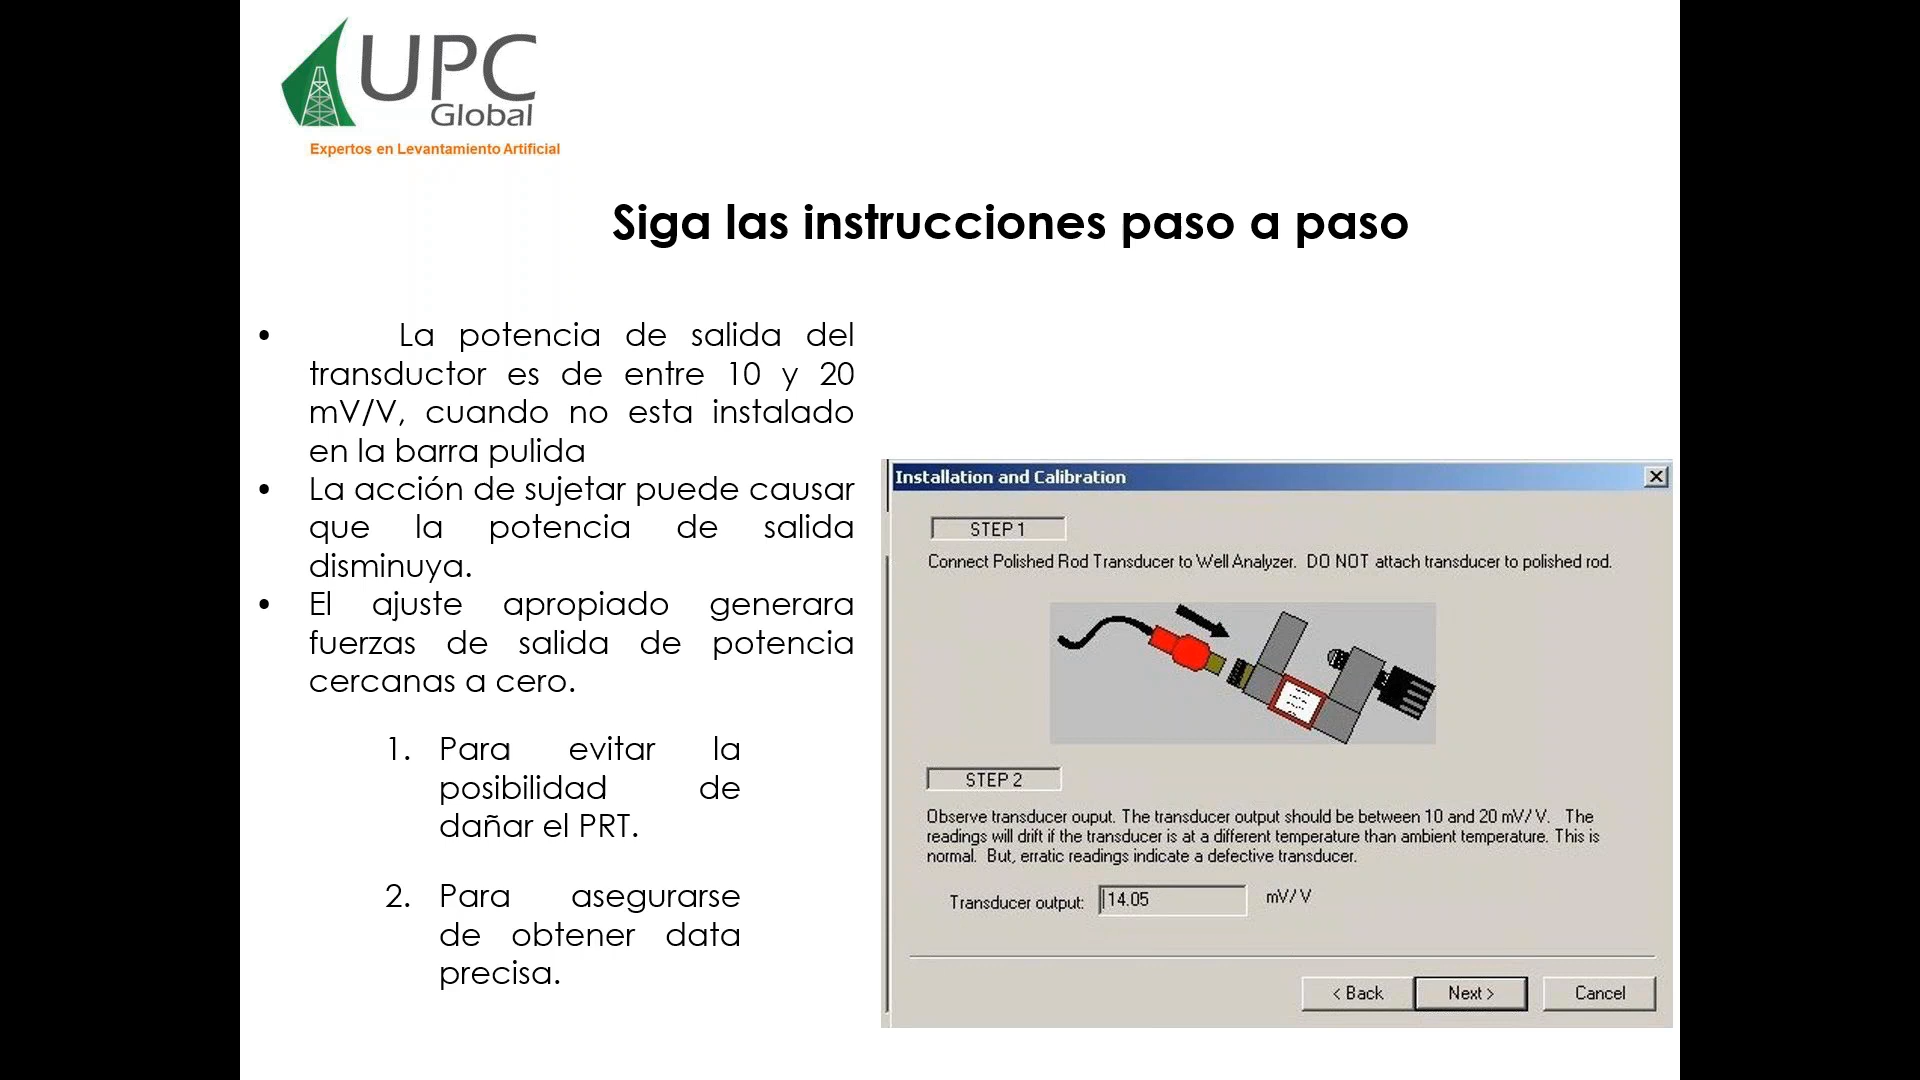 UPC
Global
Expertos en Levantamiento Artificial
Siga las instrucciones paso a paso
• La potencia de salida del
transductor es de entre 10 y 20
mV/V, cuando no esta instalado
en la barra pulida
• La acción de sujetar puede causar
que la potencia de salida
disminuya.
• El ajuste apropiado generara
fuerzas de salida de potencia
cercanas a cero.
1. Para evitar la
posibilidad de
dañar el PRT.
2. Para asegurarse
de obtener data
precisa.
Installation and Calibration
STEP 1
Connect Polished Rod Transducer to Well Analyzer. DO NOT attach transducer to polished rod.
STEP 2
Observe transducer ouput. The transducer output should be between 10 and 20 mV/ V. The
readings will drift if the transducer is at a different temperature than ambient temperature. This is
normal. But, erratic readings indicate a defective transducer.
Transducer output: 14.05 mV/ V
< Back Next > Cancel